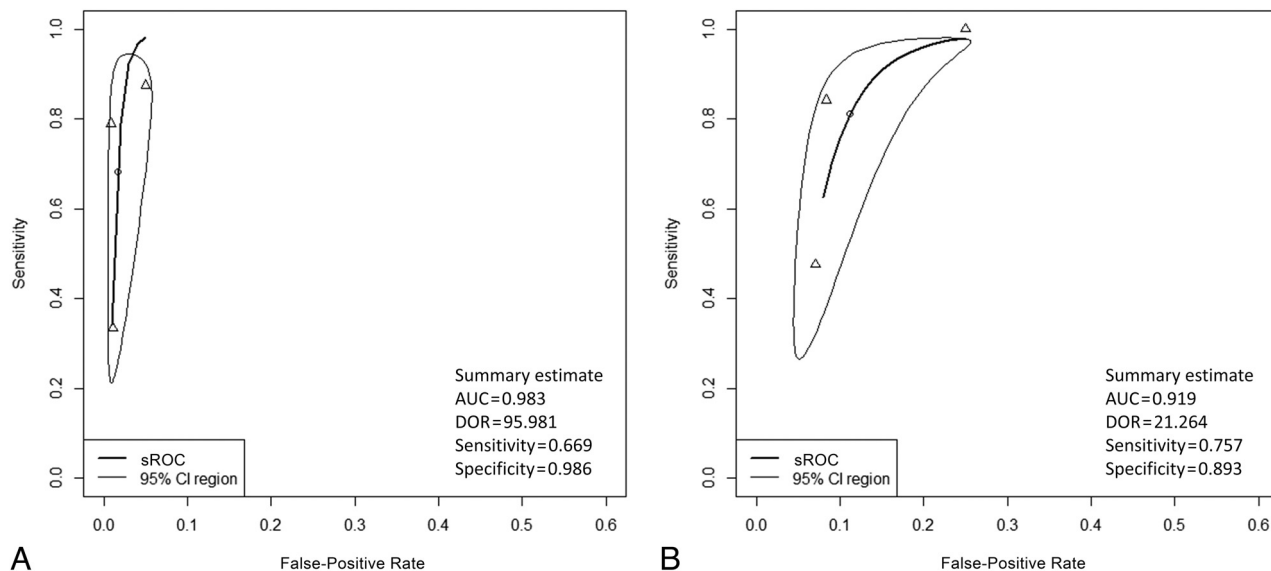 1.0
0.8
0.6
0.4
0.2
0.0
Sensitivity
Summary estimate
AUC=0.983
DOR=95.981
Sensitivity=0.669
Specificity=0.986
sROC
95% CI region
0.0 0.1 0.2 0.3 0.4 0.5 0.6
False-Positive Rate
A
1.0
0.8
0.6
0.4
0.2
0.0
Sensitivity
Summary estimate
AUC=0.919
DOR=21.264
Sensitivity=0.757
Specificity=0.893
sROC
95% CI region
0.0 0.1 0.2 0.3 0.4 0.5 0.6
False-Positive Rate
B